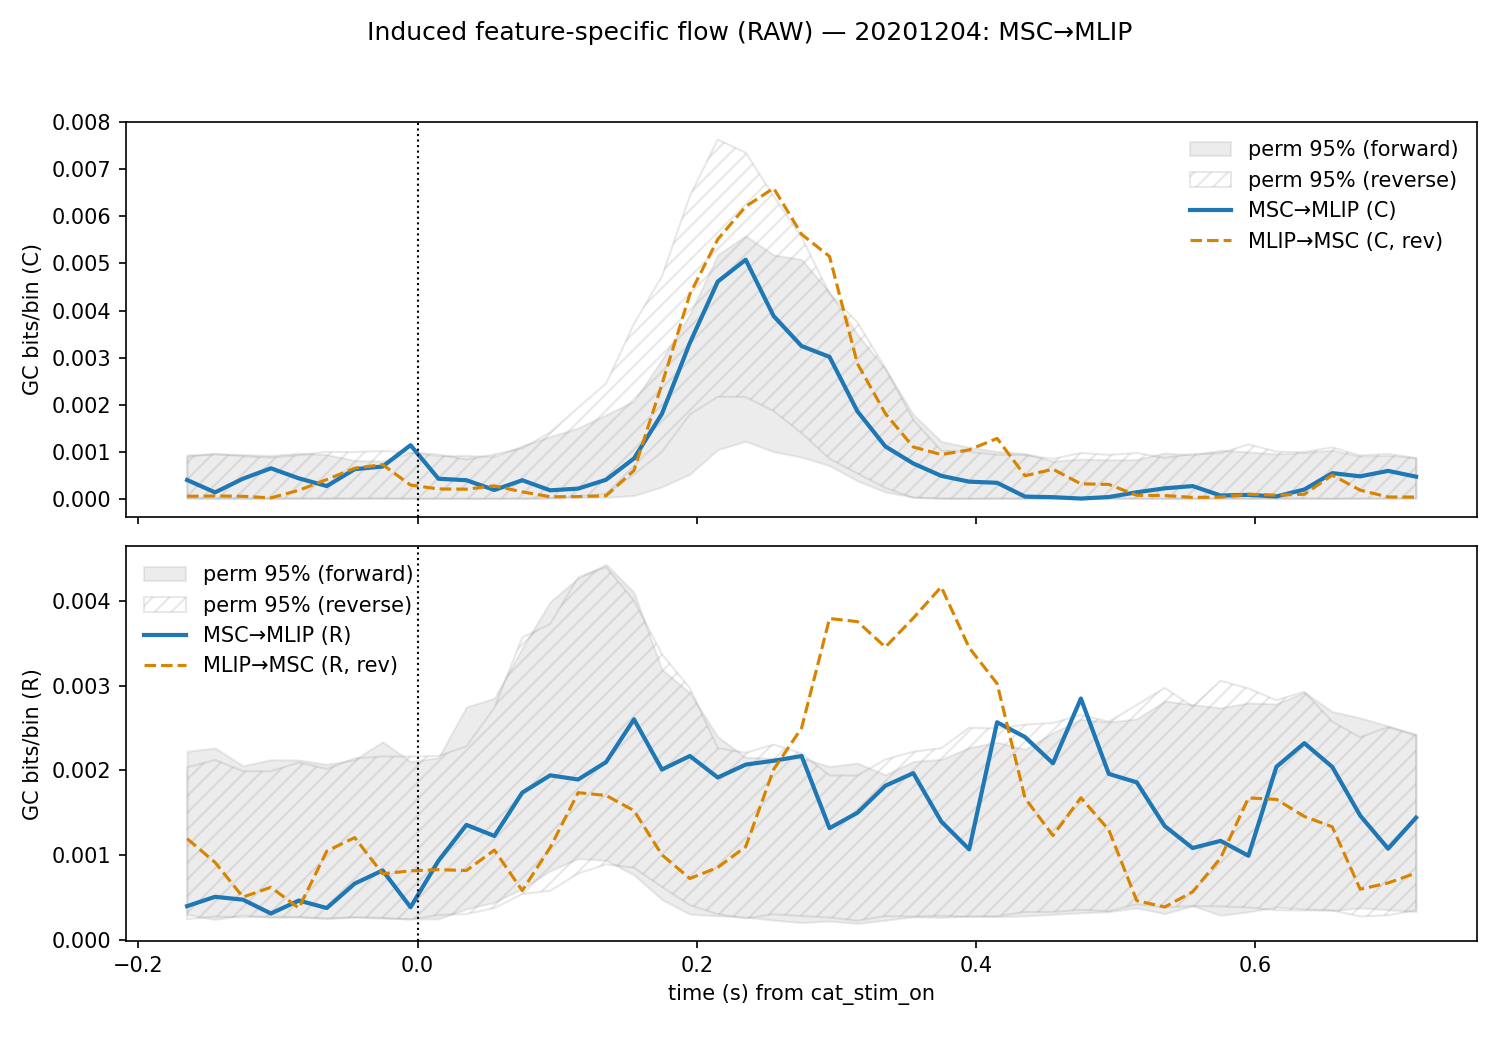 Induced feature-specific flow (RAW) — 20201204: MSC→MLIP
GC bits/bin (C)
0.008
0.007
0.006
0.005
0.004
0.003
0.002
0.001
0.000
perm 95% (forward)
perm 95% (reverse)
MSC→MLIP (C)
MLIP→MSC (C, rev)
GC bits/bin (R)
0.004
0.003
0.002
0.001
0.000
perm 95% (forward)
perm 95% (reverse)
MSC→MLIP (R)
MLIP→MSC (R, rev)
−0.2 0.0 0.2 0.4 0.6
time (s) from cat_stim_on